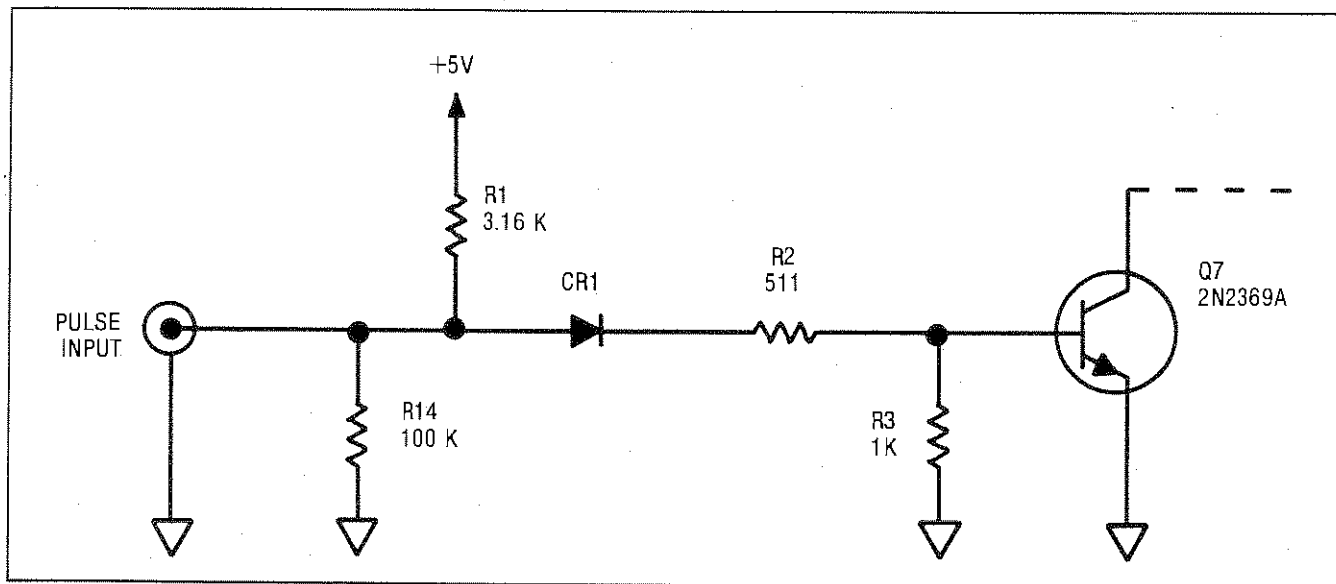 +5V
R1
3.16 K
CR1
R2
511
Q7
2N2369A
PULSE
INPUT
R14
100 K
R3
1K